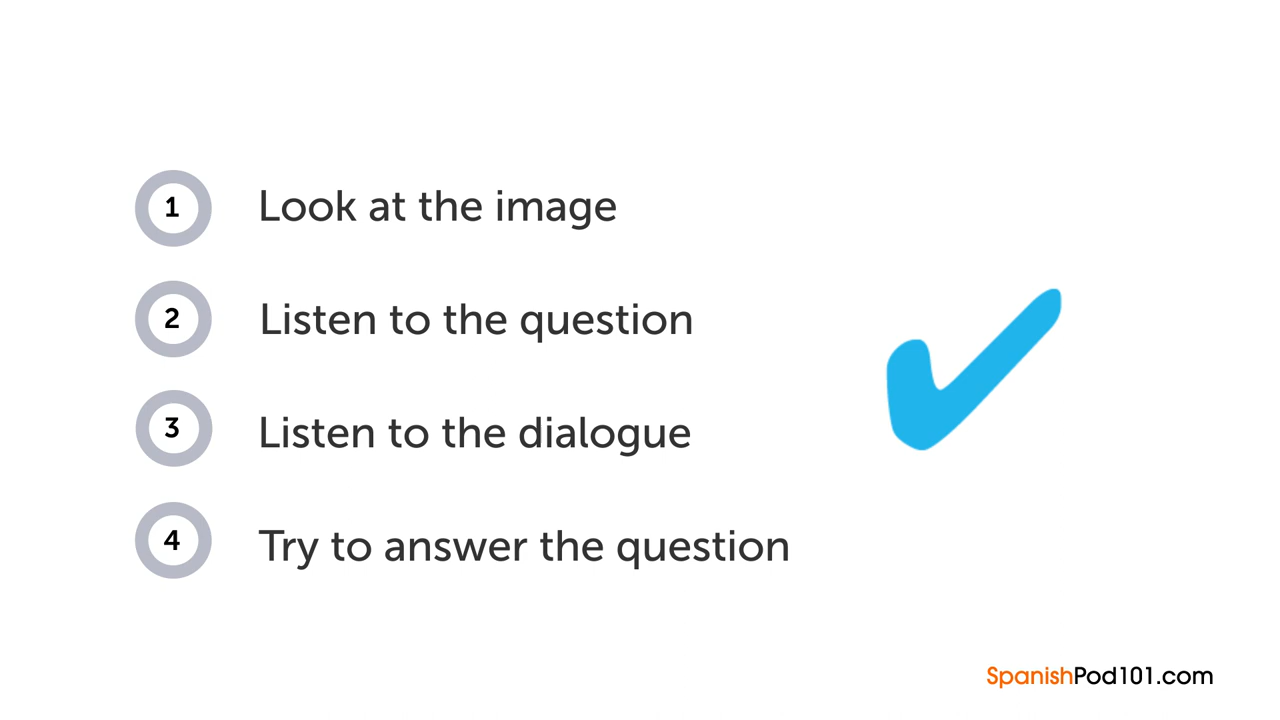 1 Look at the image
2 Listen to the question
3 Listen to the dialogue
4 Try to answer the question
SpanishPod101.com